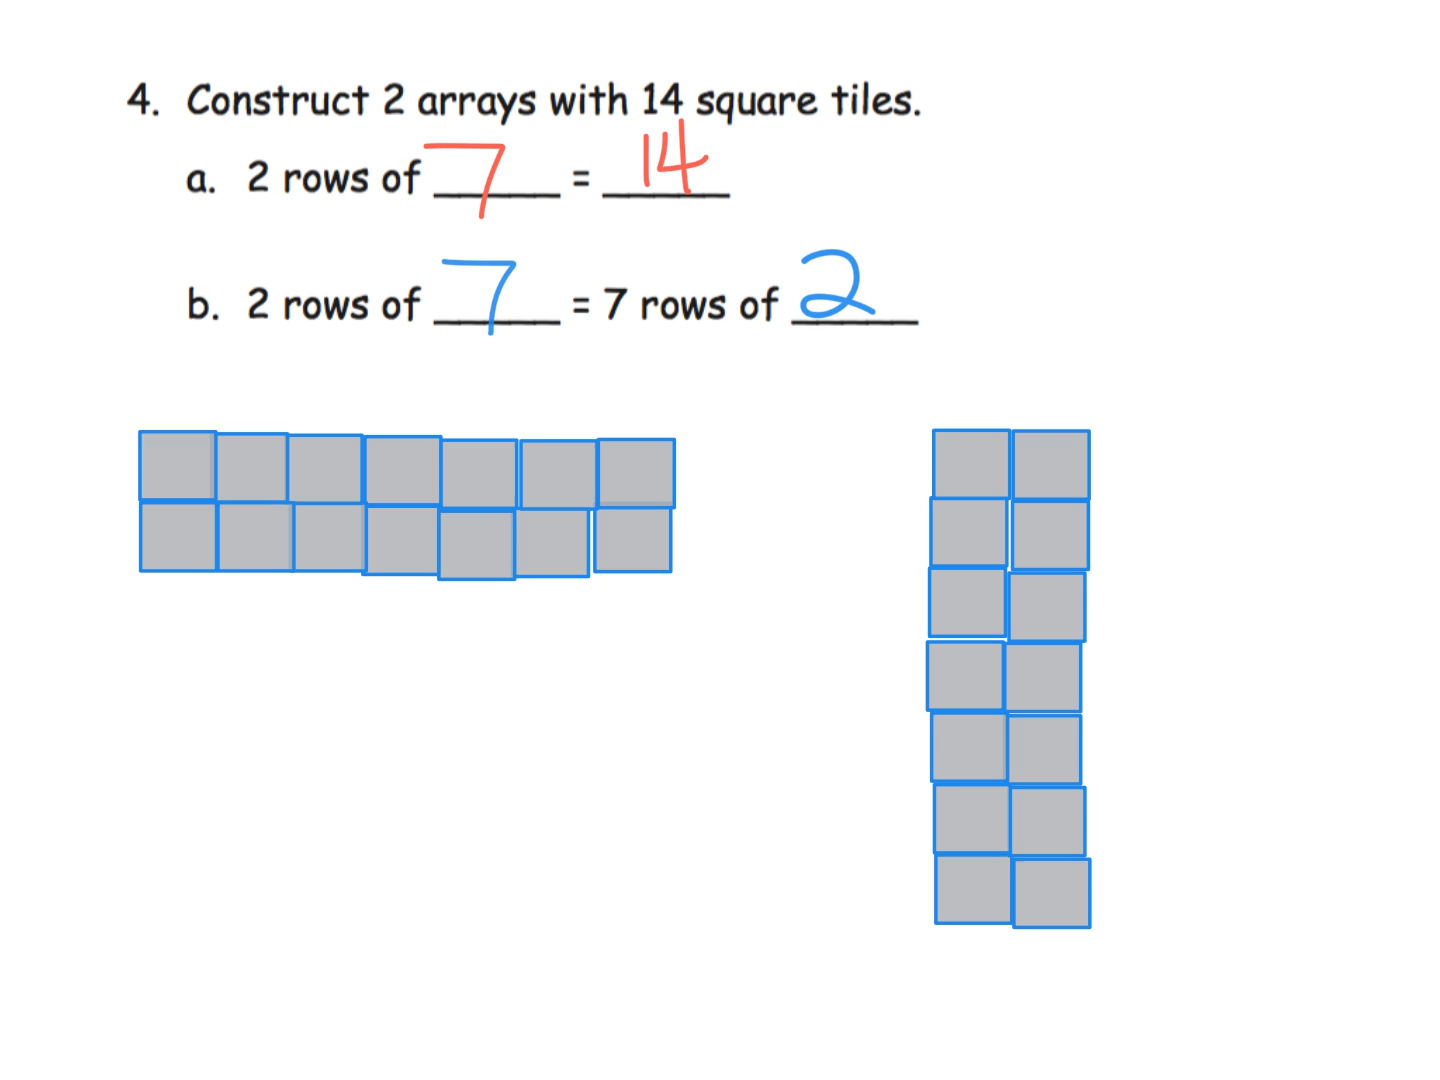 4. Construct 2 arrays with 14 square tiles.
a. 2 rows of 7 = 14
b. 2 rows of 7 = 7 rows of 2